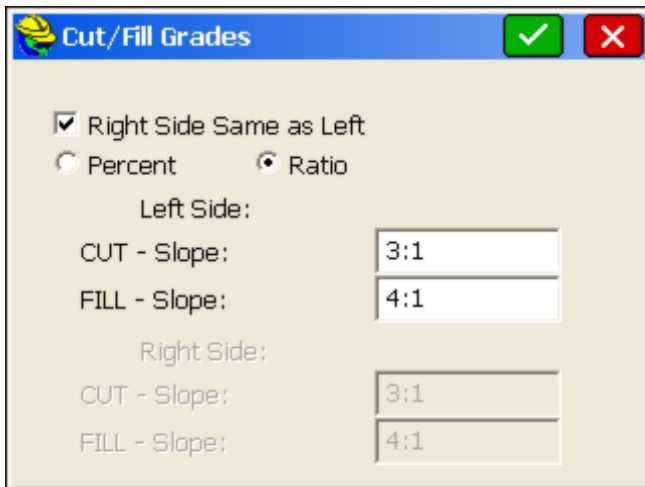 Cut/Fill Grades
Right Side Same as Left
Percent Ratio
Left Side:
CUT - Slope: 3:1
FILL - Slope: 4:1
Right Side:
CUT - Slope: 3:1
FILL - Slope: 4:1